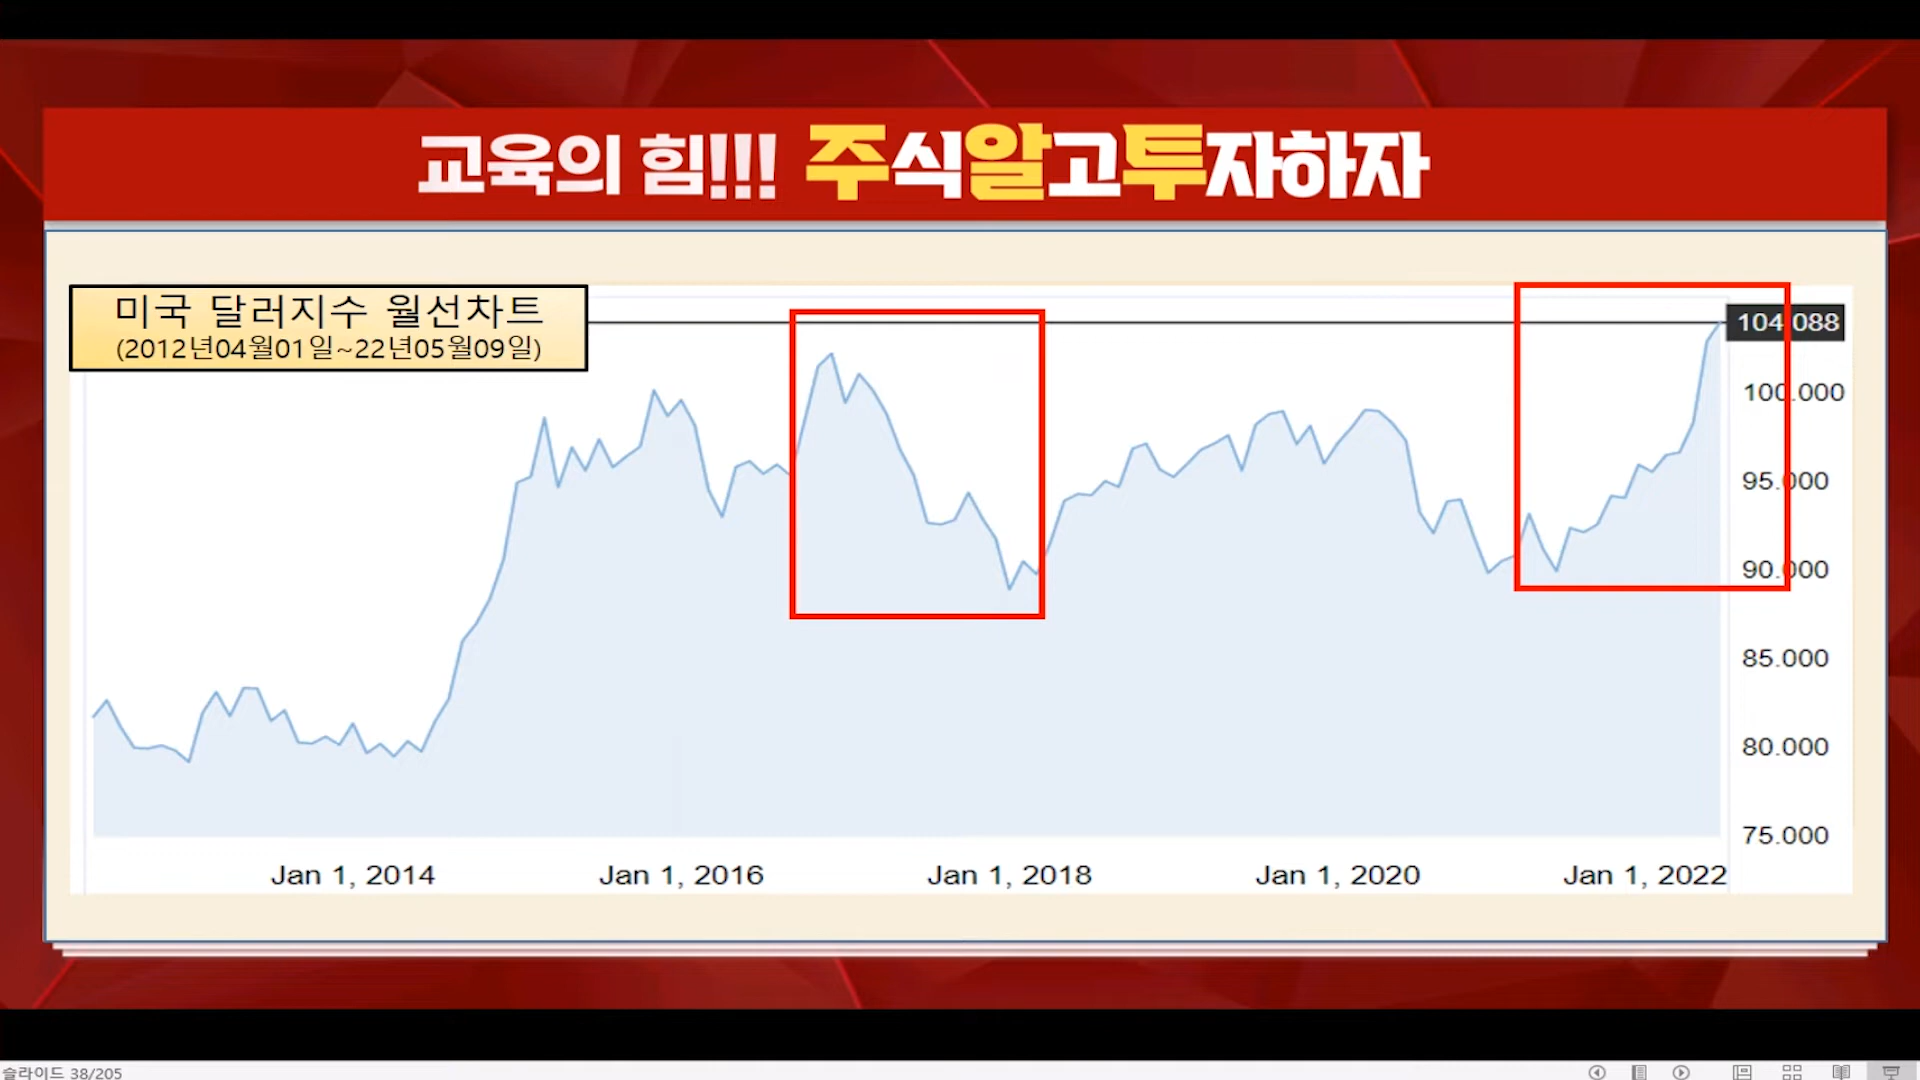 교육의 힘!!! 주식알고투자하자
미국 달러지수 월선차트
(2012년04월01일~22년05월09일)
104.088
100.000
95.000
90.000
85.000
80.000
75.000
Jan 1, 2014 Jan 1, 2016 Jan 1, 2018 Jan 1, 2020 Jan 1, 2022
슬라이드 38/205